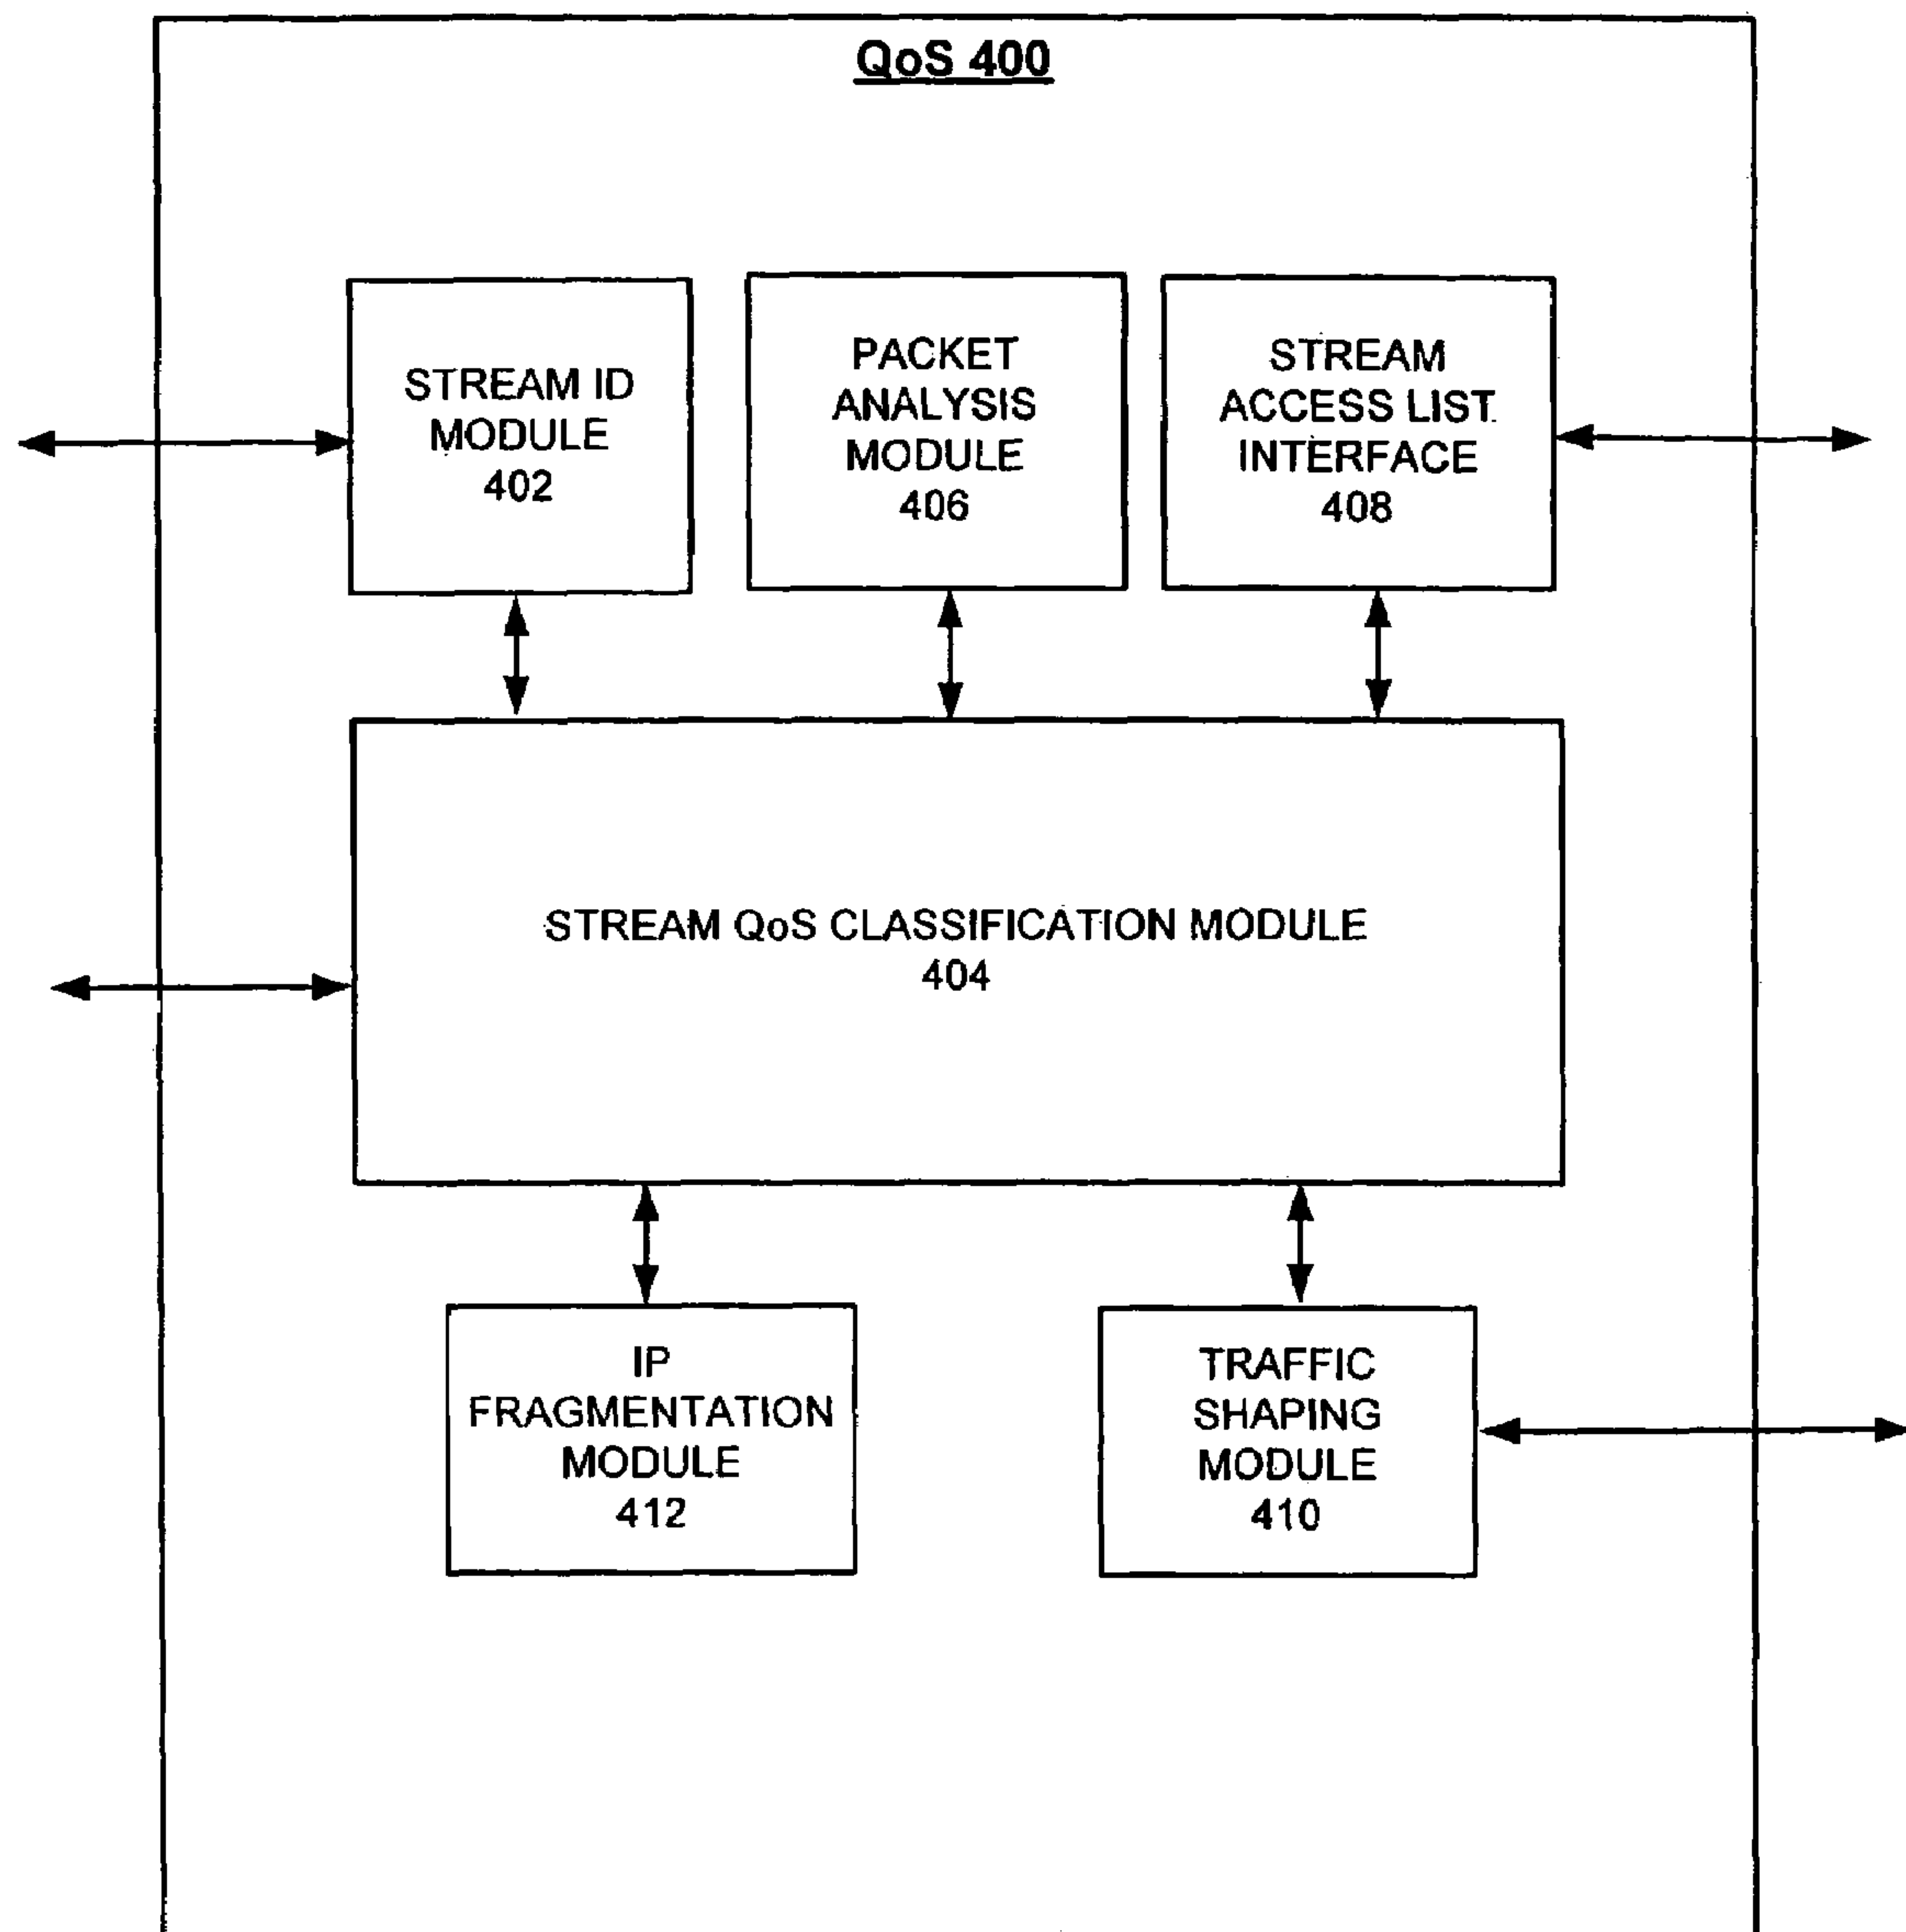 QoS 400
STREAM ID
MODULE
402
PACKET
ANALYSIS
MODULE
406
STREAM
ACCESS LIST
INTERFACE
408
STREAM QoS CLASSIFICATION MODULE
404
IP
FRAGMENTATION
MODULE
412
TRAFFIC
SHAPING
MODULE
410